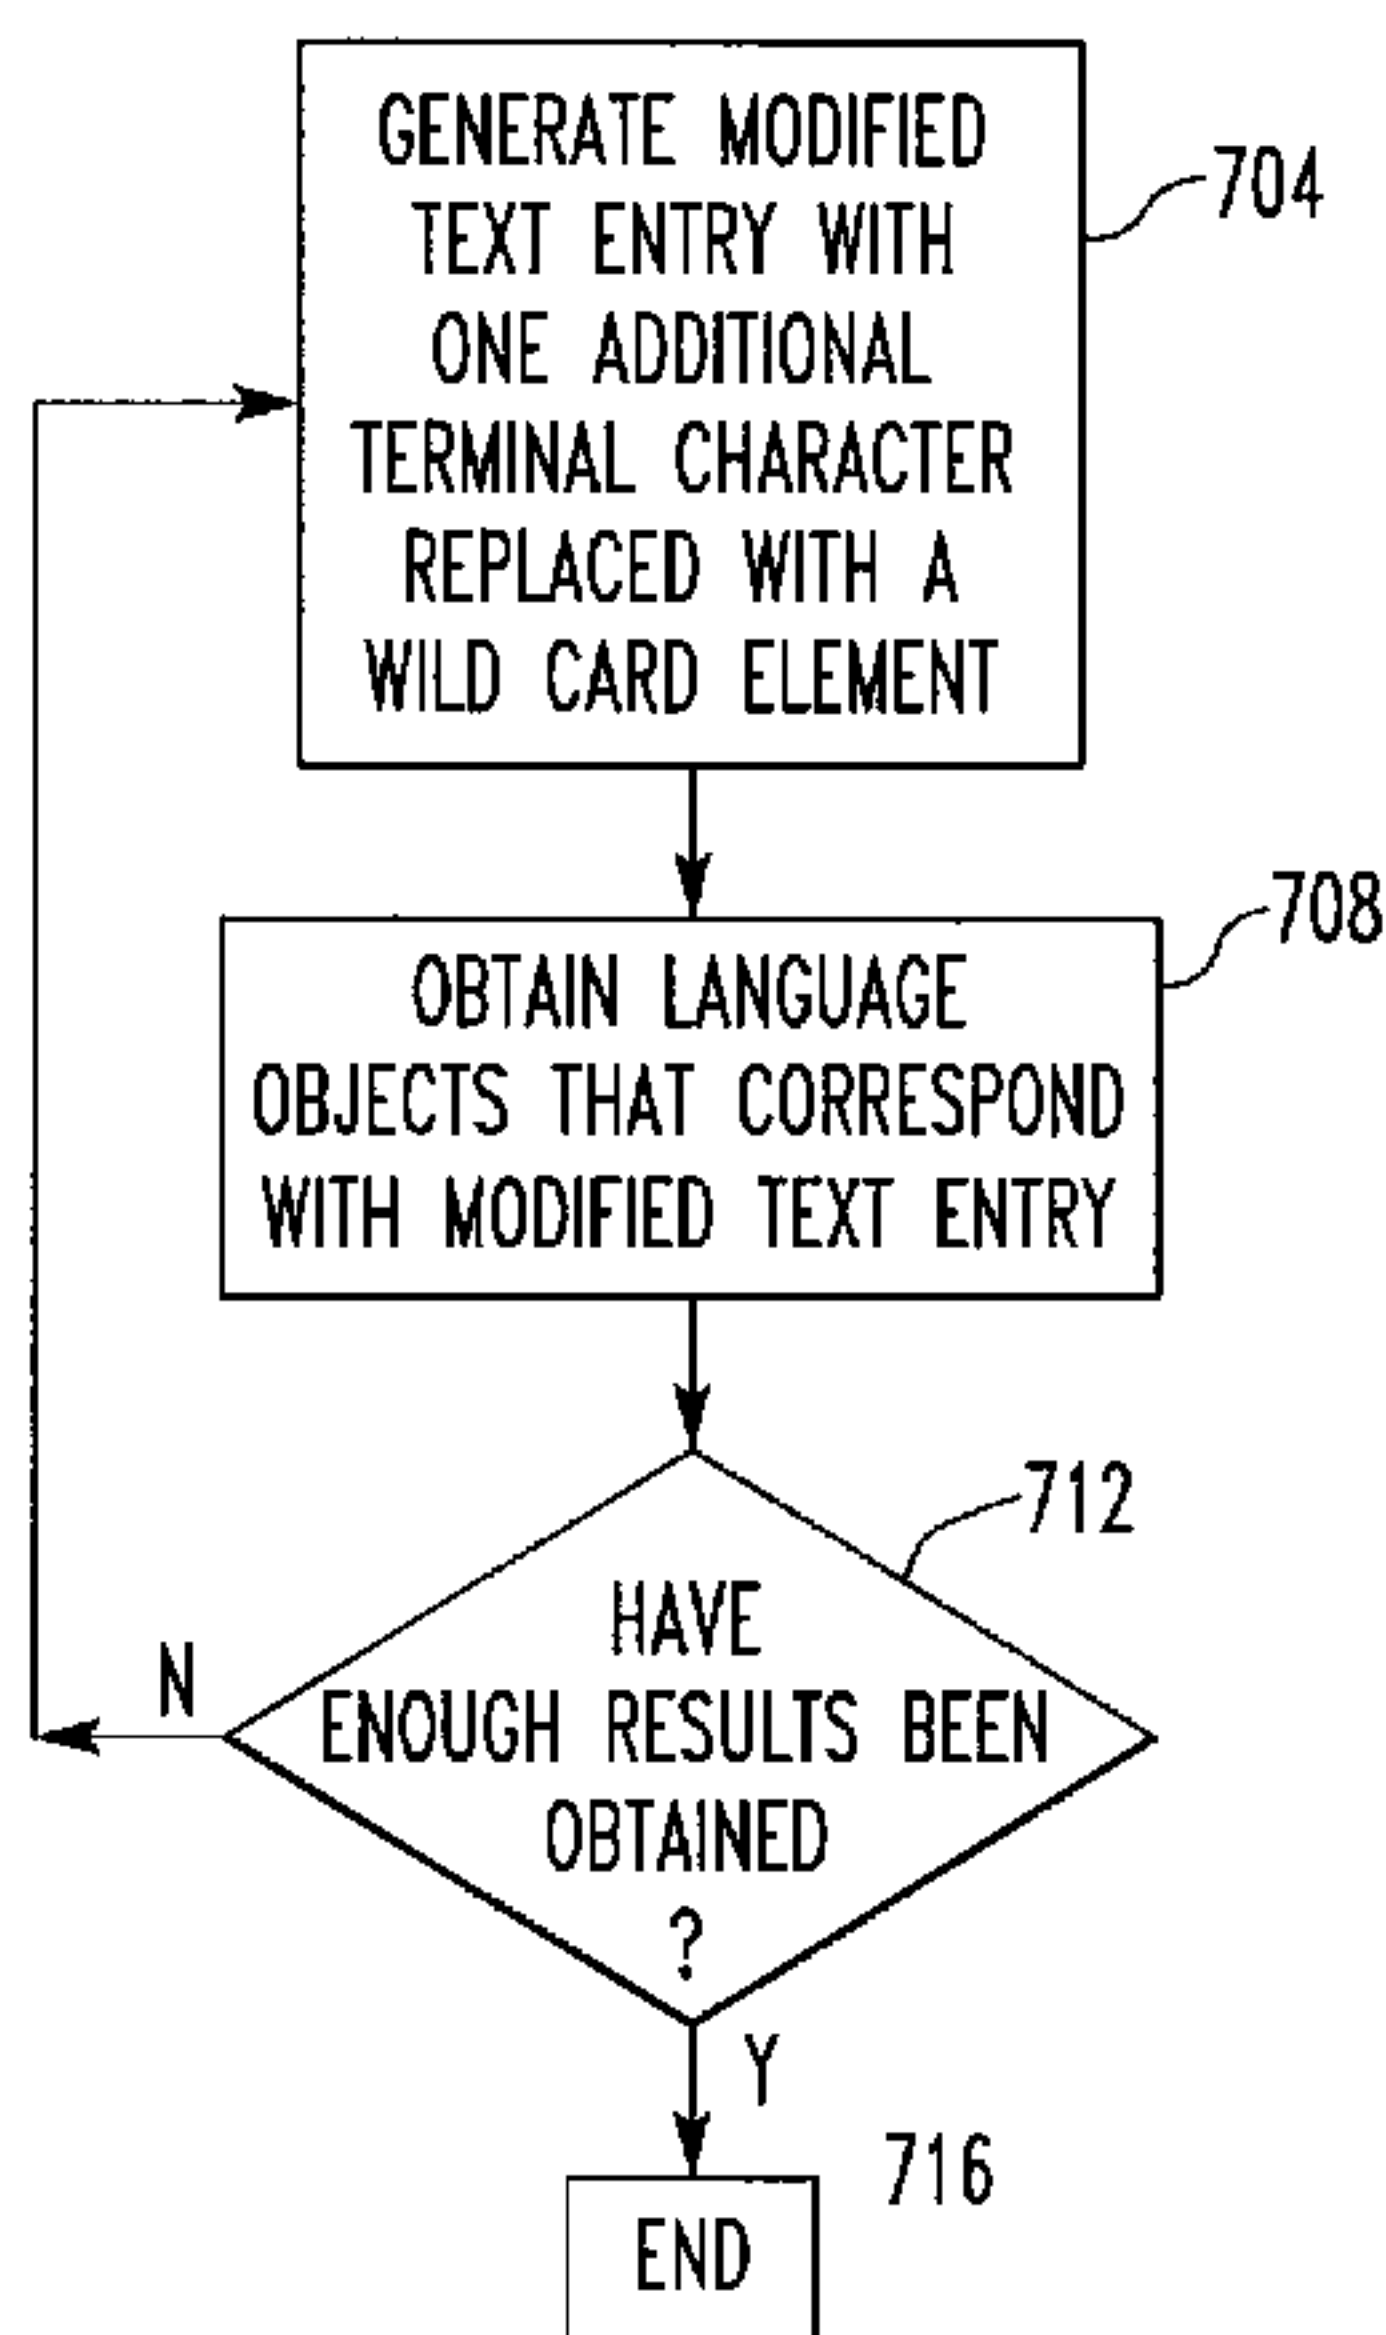 GENERATE MODIFIED
TEXT ENTRY WITH
ONE ADDITIONAL
TERMINAL CHARACTER
REPLACED WITH A
WILD CARD ELEMENT
704
OBTAIN LANGUAGE
OBJECTS THAT CORRESPOND
WITH MODIFIED TEXT ENTRY
708
HAVE
ENOUGH RESULTS BEEN
OBTAINED
?
712
N
Y
716
END